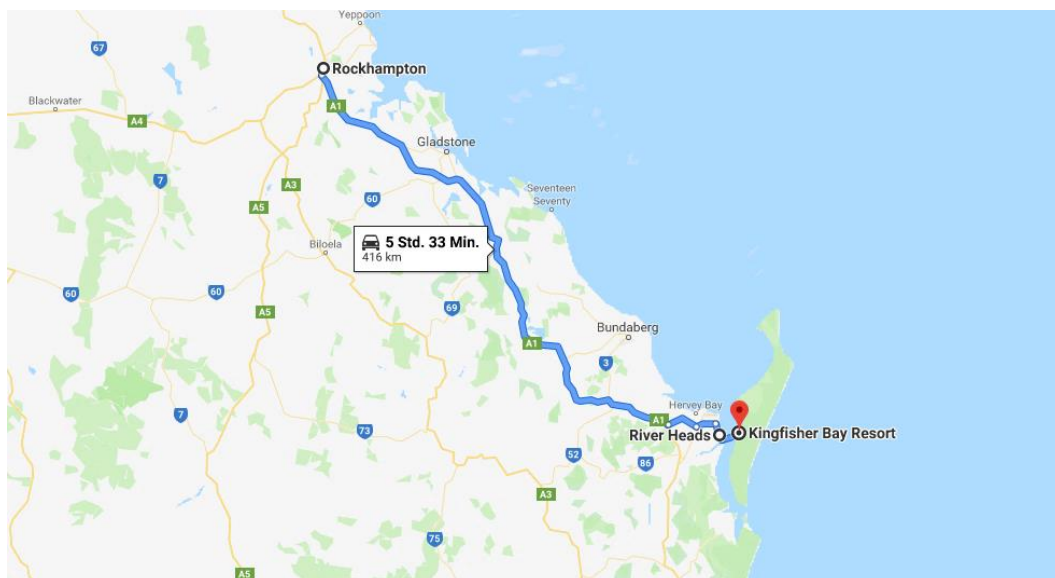 Yeppoon
67
Rockhampton
Blackwater
A4
A1
Gladstone
7
A3
60
Seventeen
Seventy
A5
5 Std. 33 Min.
416 km
Biloela
60
60
69
A5
Bundaberg
A1
3
Hervey Bay
7
A1
73
River Heads
Kingfisher Bay Resort
52
86
A3
75
A5